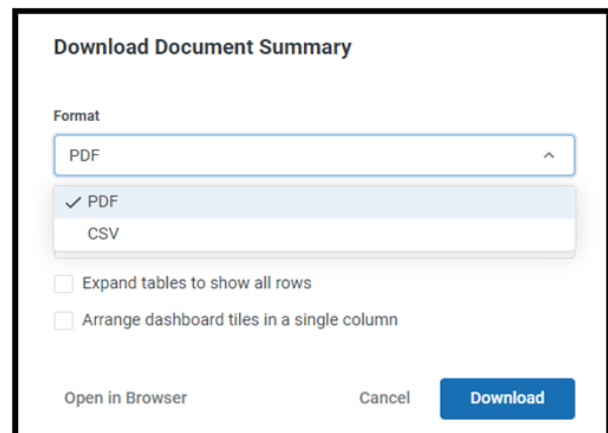 Download Document Summary
Format
PDF
PDF
CSV
Expand tables to show all rows
Arrange dashboard tiles in a single column
Open in Browser Cancel Download